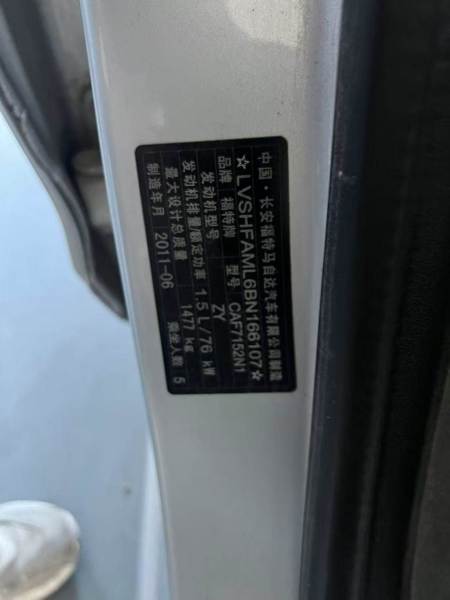 中国·长安福特马自达汽车有限公司制造
☆LVSHFAML6BN166107☆
品牌 福特牌 型号 CAF7152N1
发动机型号 ZY
发动机排量/额定功率 1.5 L/76 kW
最大设计总质量 1477 kg
制造年月 2011-06 乘坐人数 5